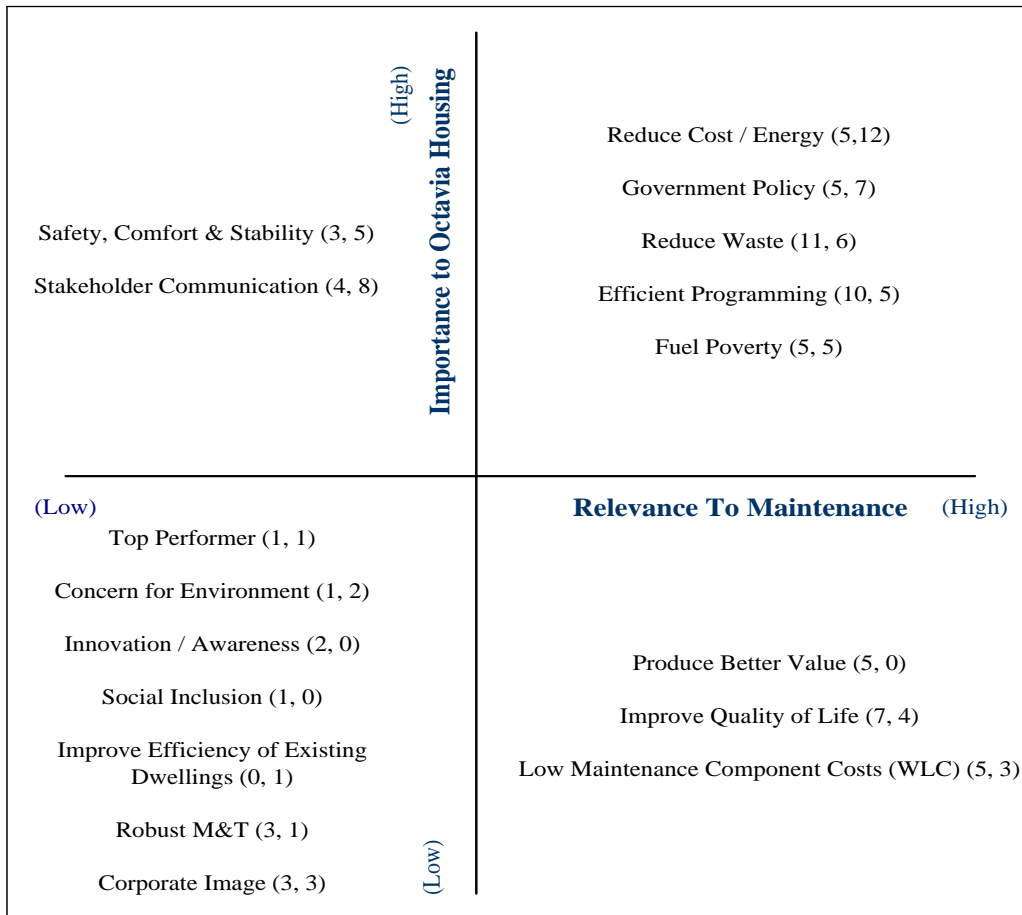 (High)
Importance to Octavia Housing
Reduce Cost / Energy (5,12)
Government Policy (5, 7)
Safety, Comfort & Stability (3, 5)
Reduce Waste (11, 6)
Stakeholder Communication (4, 8)
Efficient Programming (10, 5)
Fuel Poverty (5, 5)
(Low)
Relevance To Maintenance
(High)
Top Performer (1, 1)
Concern for Environment (1, 2)
Innovation / Awareness (2, 0)
Social Inclusion (1, 0)
Improve Efficiency of Existing
Dwellings (0, 1)
Robust M&T (3, 1)
Corporate Image (3, 3)
(Low)
Produce Better Value (5, 0)
Improve Quality of Life (7, 4)
Low Maintenance Component Costs (WLC) (5, 3)